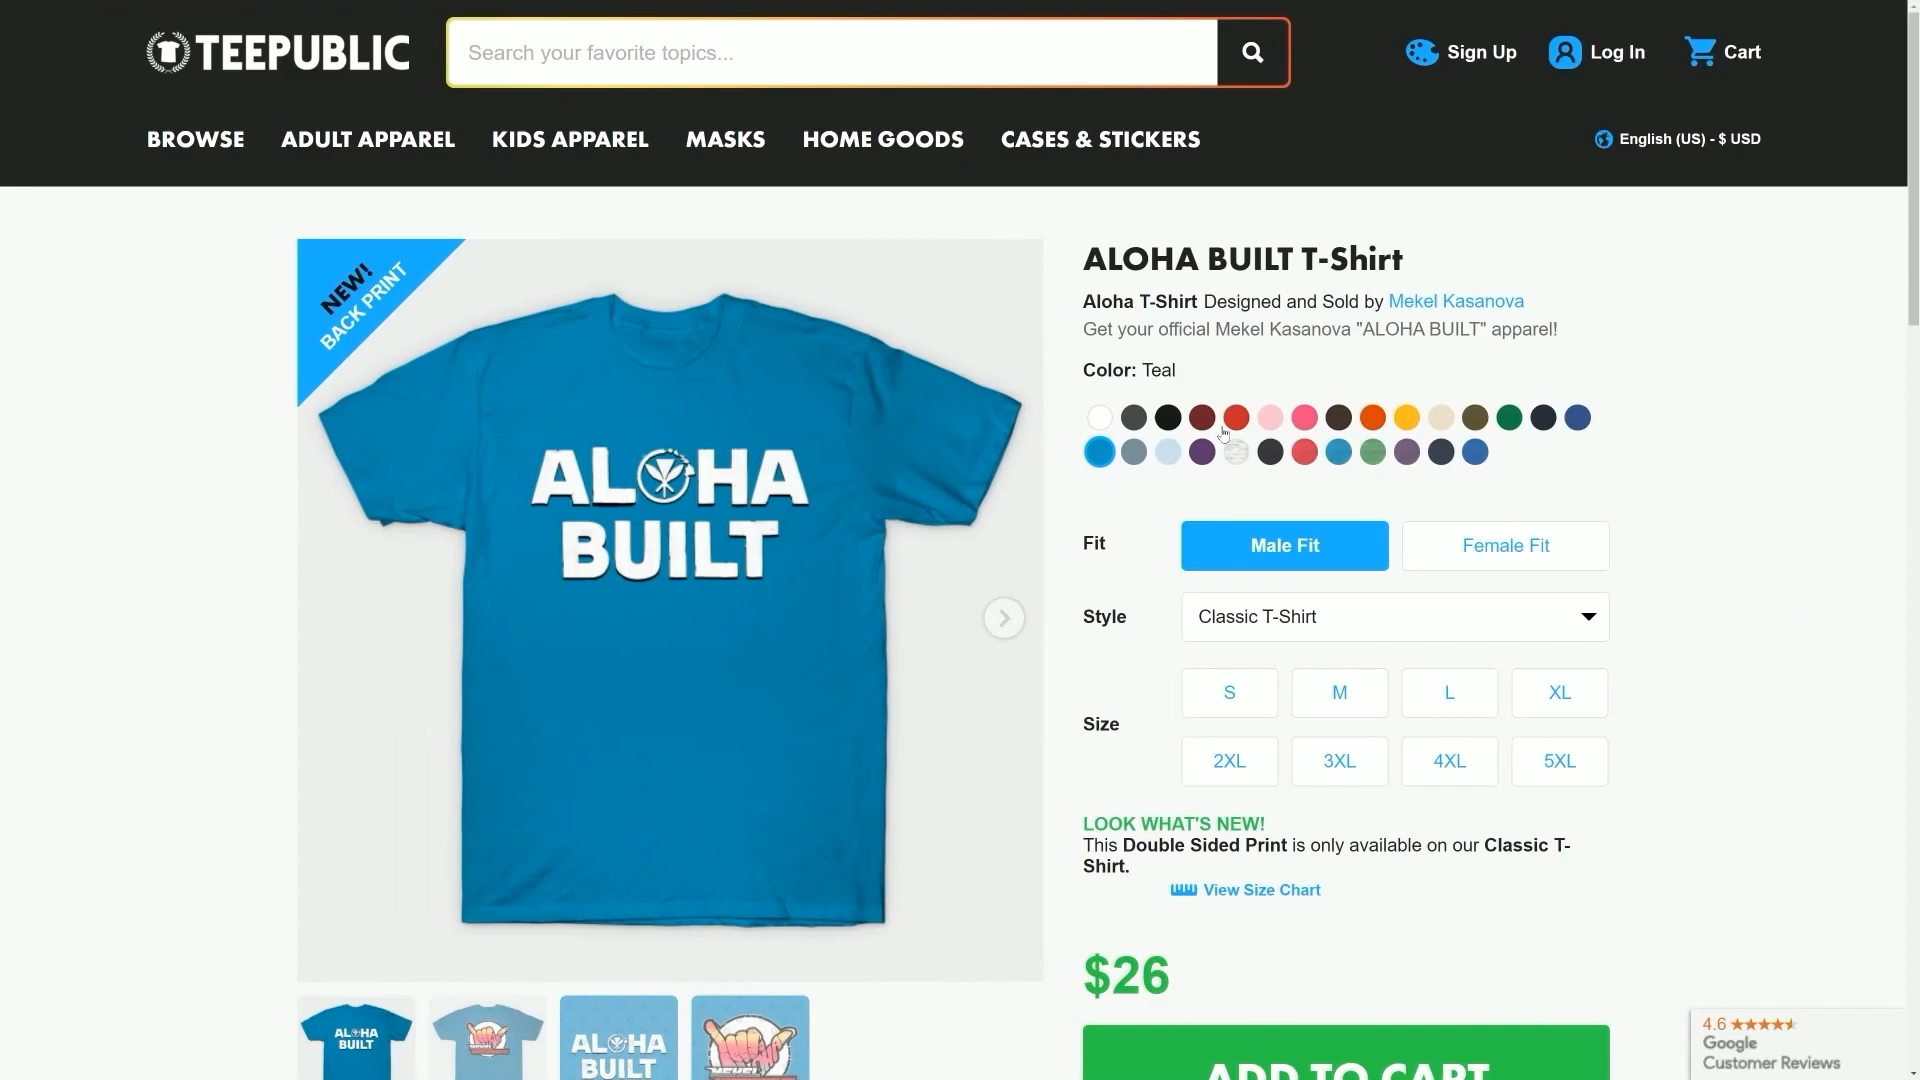 TEEPUBLIC
Search your favorite topics...
Sign Up
Log In
Cart
BROWSE
ADULT APPAREL
KIDS APPAREL
MASKS
HOME GOODS
CASES & STICKERS
English (US) - $ USD
NEW!
BACK PRINT
ALOHA
BUILT
ALOHA BUILT T-Shirt
Aloha T-Shirt Designed and Sold by Mekel Kasanova
Get your official Mekel Kasanova "ALOHA BUILT" apparel!
Color: Teal
Fit
Male Fit
Female Fit
Style
Classic T-Shirt
Size
S
M
L
XL
2XL
3XL
4XL
5XL
LOOK WHAT'S NEW!
This Double Sided Print is only available on our Classic T-
Shirt.
View Size Chart
$26
ADD TO CART
ALOHA
BUILT
ALOHA
BUILT
MEKEL
4.6
Google
Customer Reviews